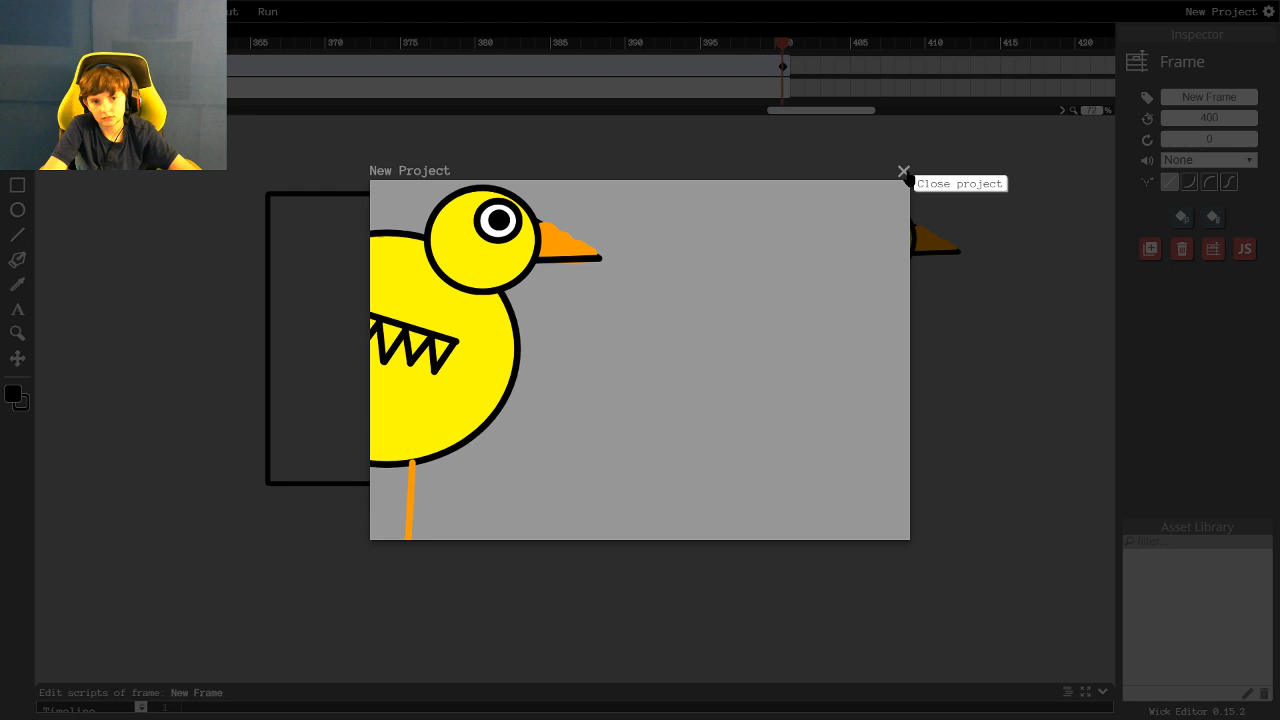 Run
New Project
365 370 375 380 385 390 395 405 410 415 420
Inspector
Frame
New Frame
400
0
None
%
New Project
Close project
Asset Library
filter...
Edit scripts of frame: New Frame
Timeline
1
Wick Editor 0.15.2
JS